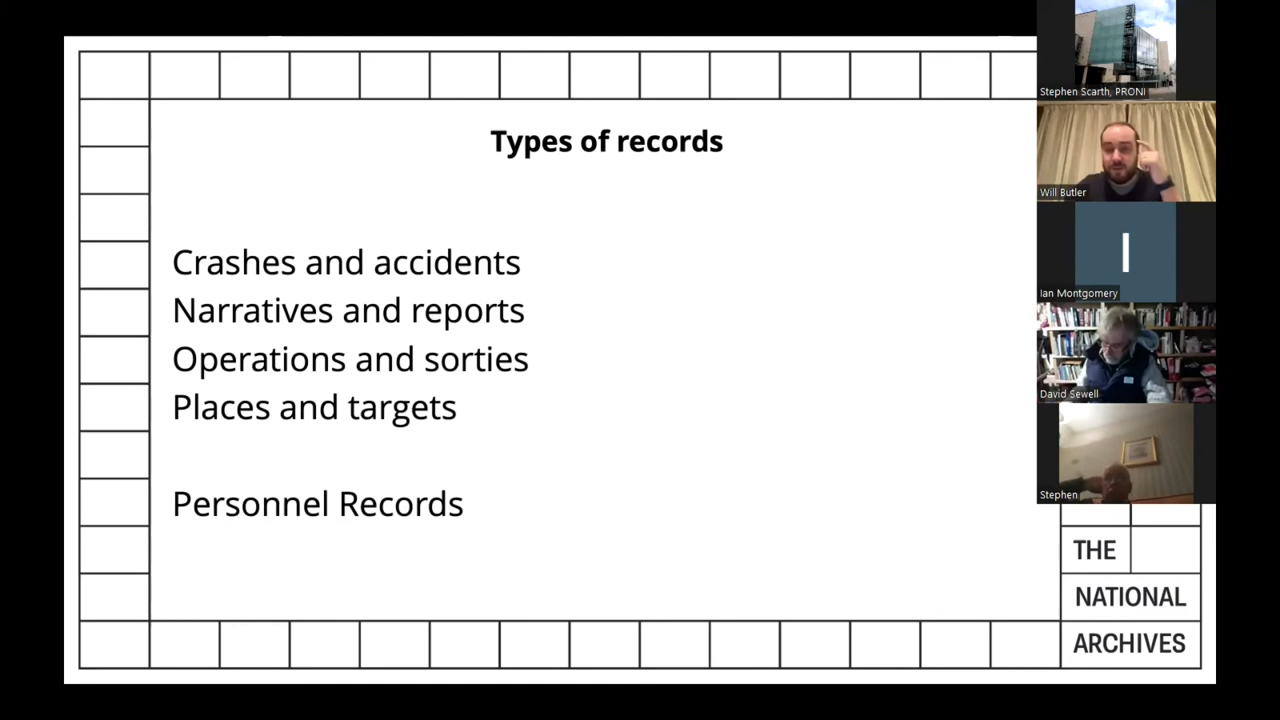 Types of records
Crashes and accidents
Narratives and reports
Operations and sorties
Places and targets
Personnel Records
Stephen Scarth, PRONI
Will Butler
I
Ian Montgomery
David Sewell
Stephen
THE
NATIONAL
ARCHIVES